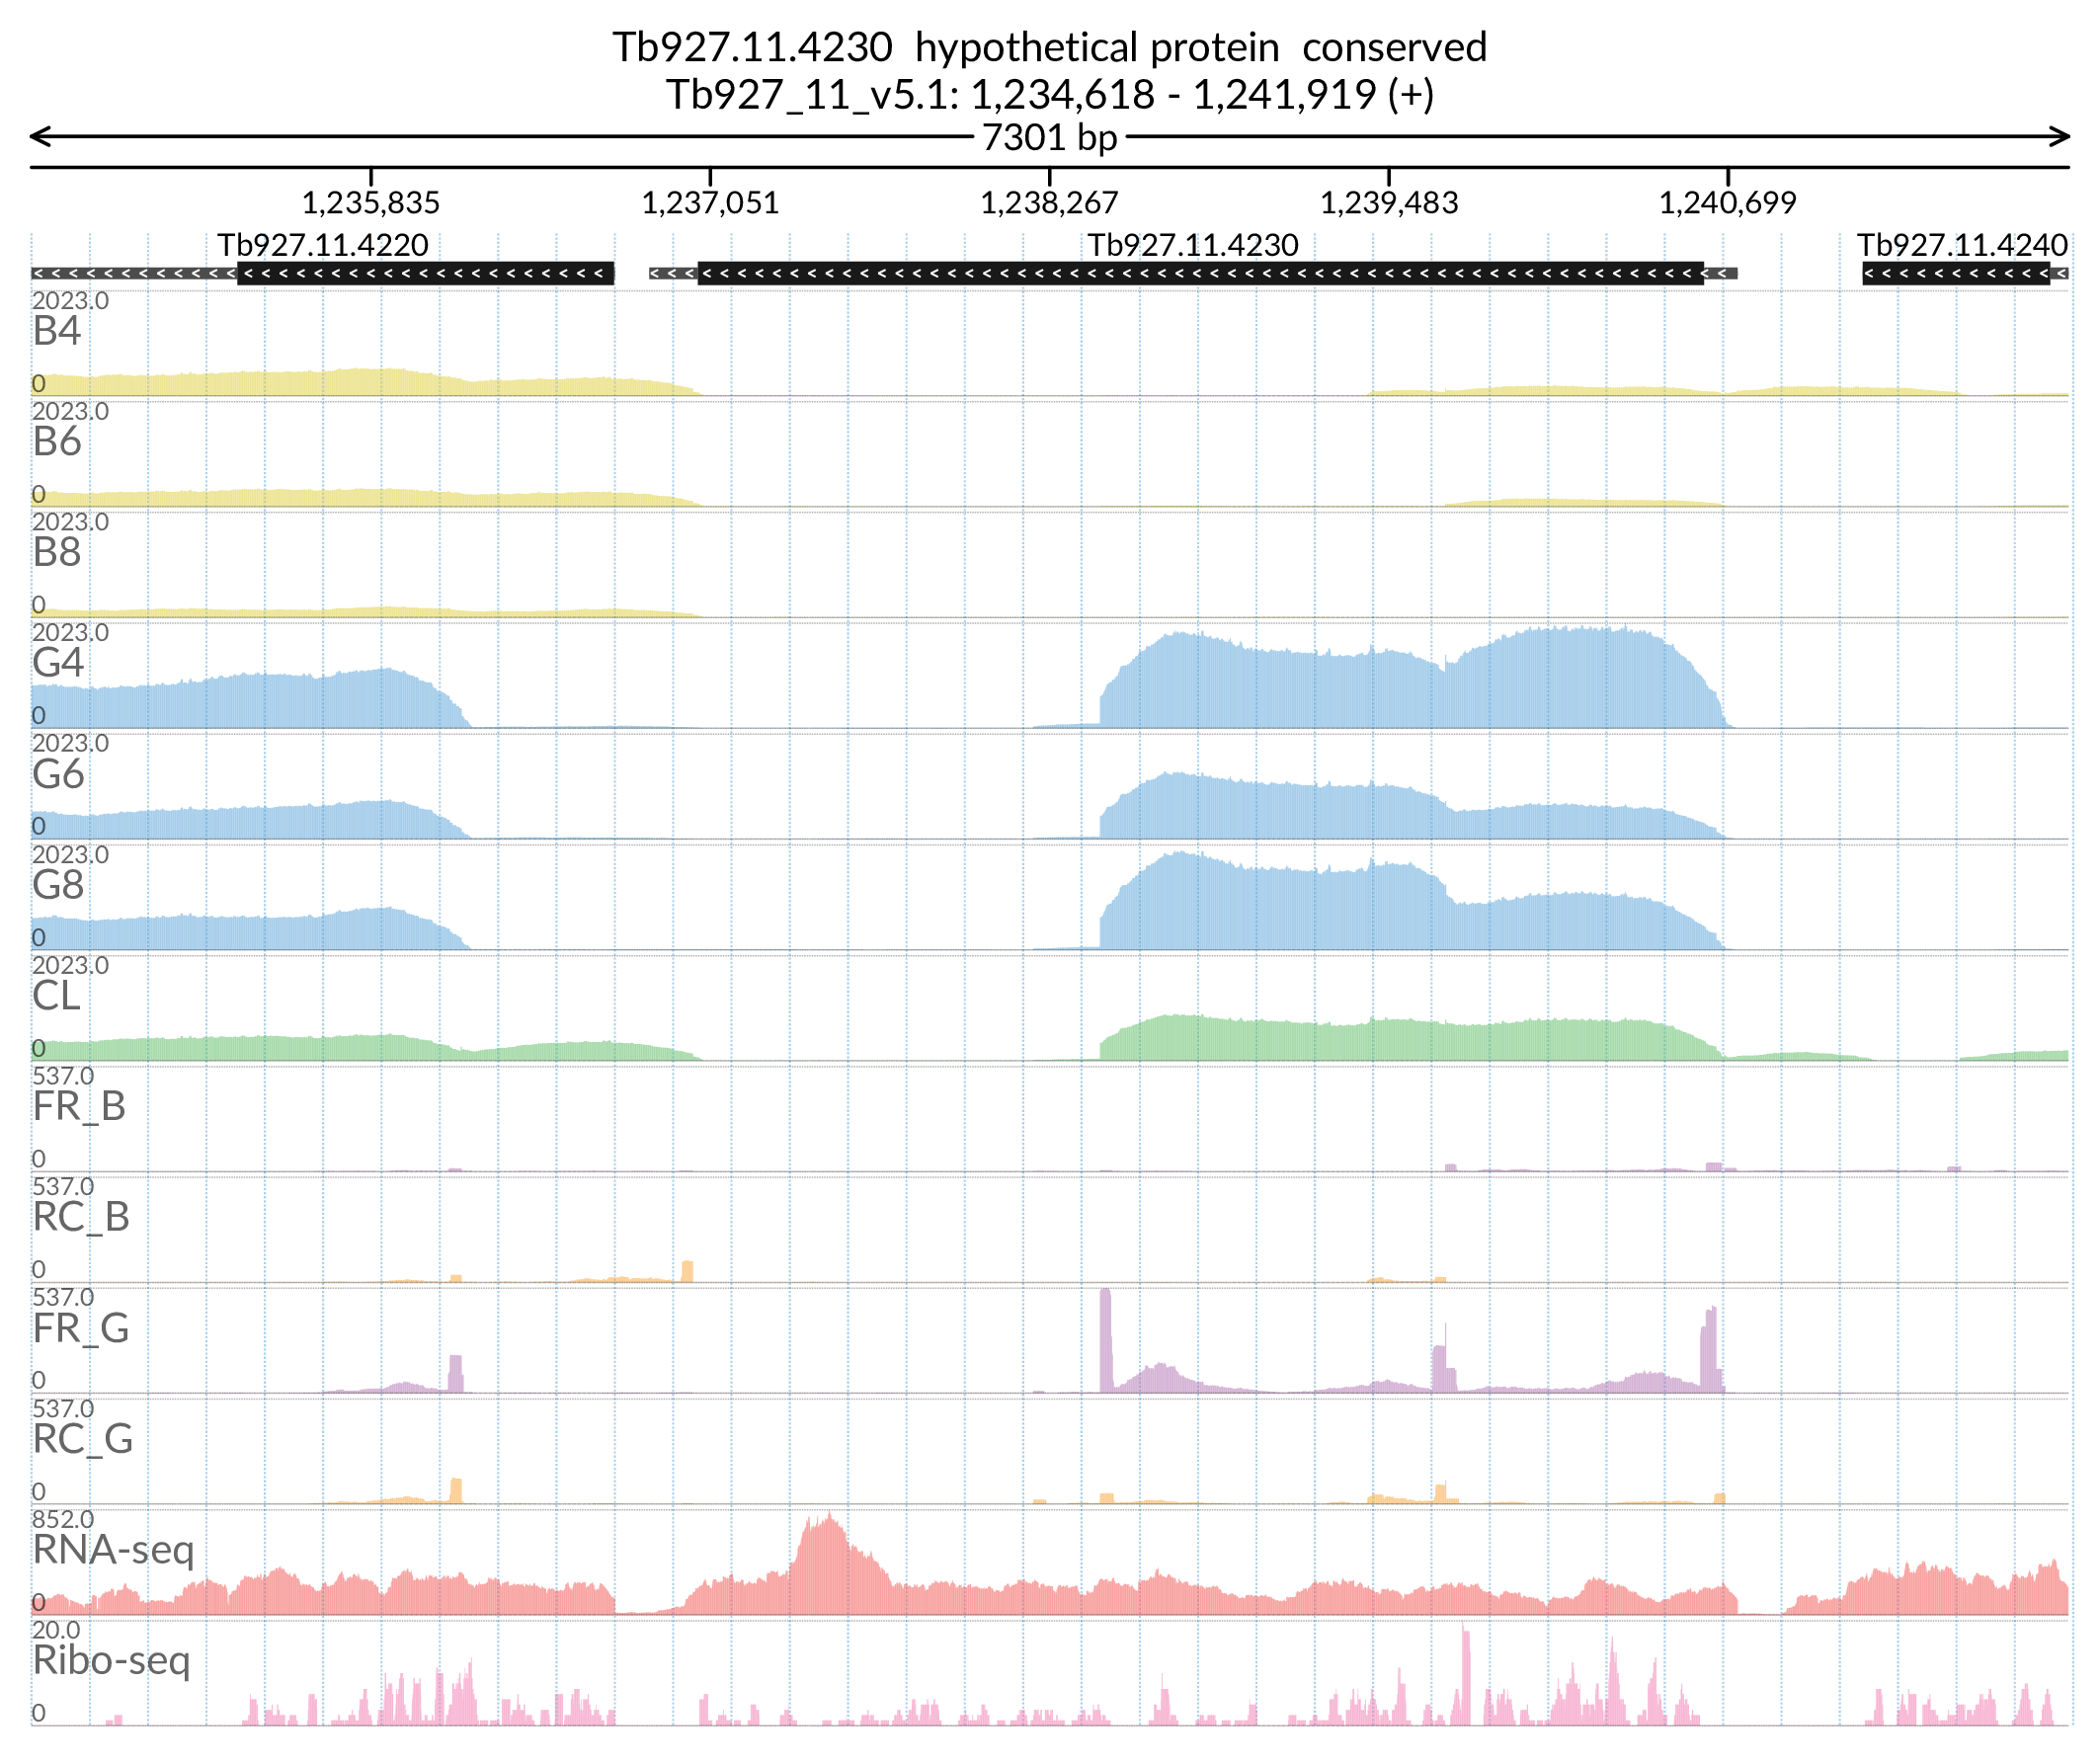 Tb927.11.4230 hypothetical protein conserved
Tb927_11_v5.1: 1,234,618 - 1,241,919 (+)
7301 bp
1,235,835 1,237,051 1,238,267 1,239,483 1,240,699
Tb927.11.4220 Tb927.11.4230 Tb927.11.4240
2023.0
B4
0
2023.0
B6
0
2023.0
B8
0
2023.0
G4
0
2023.0
G6
0
2023.0
G8
0
2023.0
CL
0
537.0
FR_B
0
537.0
RC_B
0
537.0
FR_G
0
537.0
RC_G
0
852.0
RNA-seq
0
20.0
Ribo-seq
0